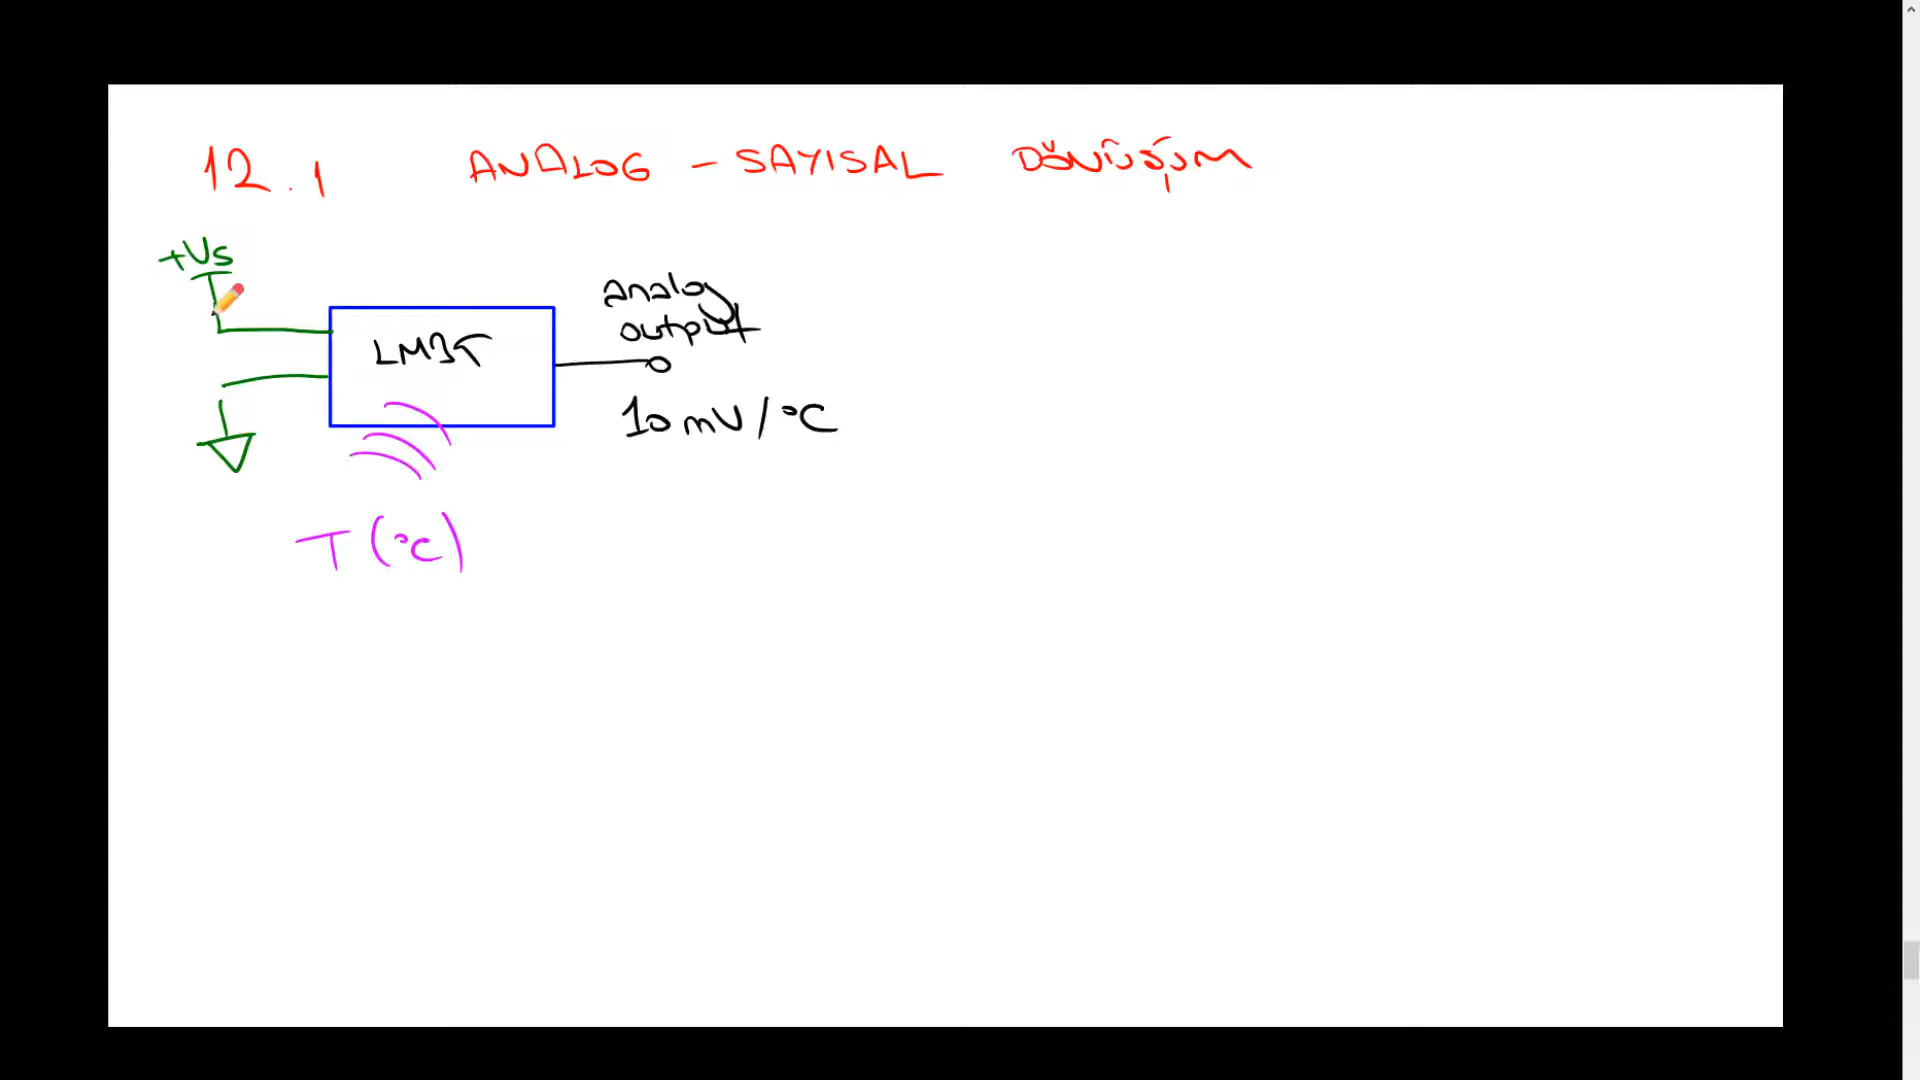 12.1 ANALOG - SAYISAL DÖNÜŞÜM
+Vs
analog
output
LM35
10 mV/°C
T (°C)